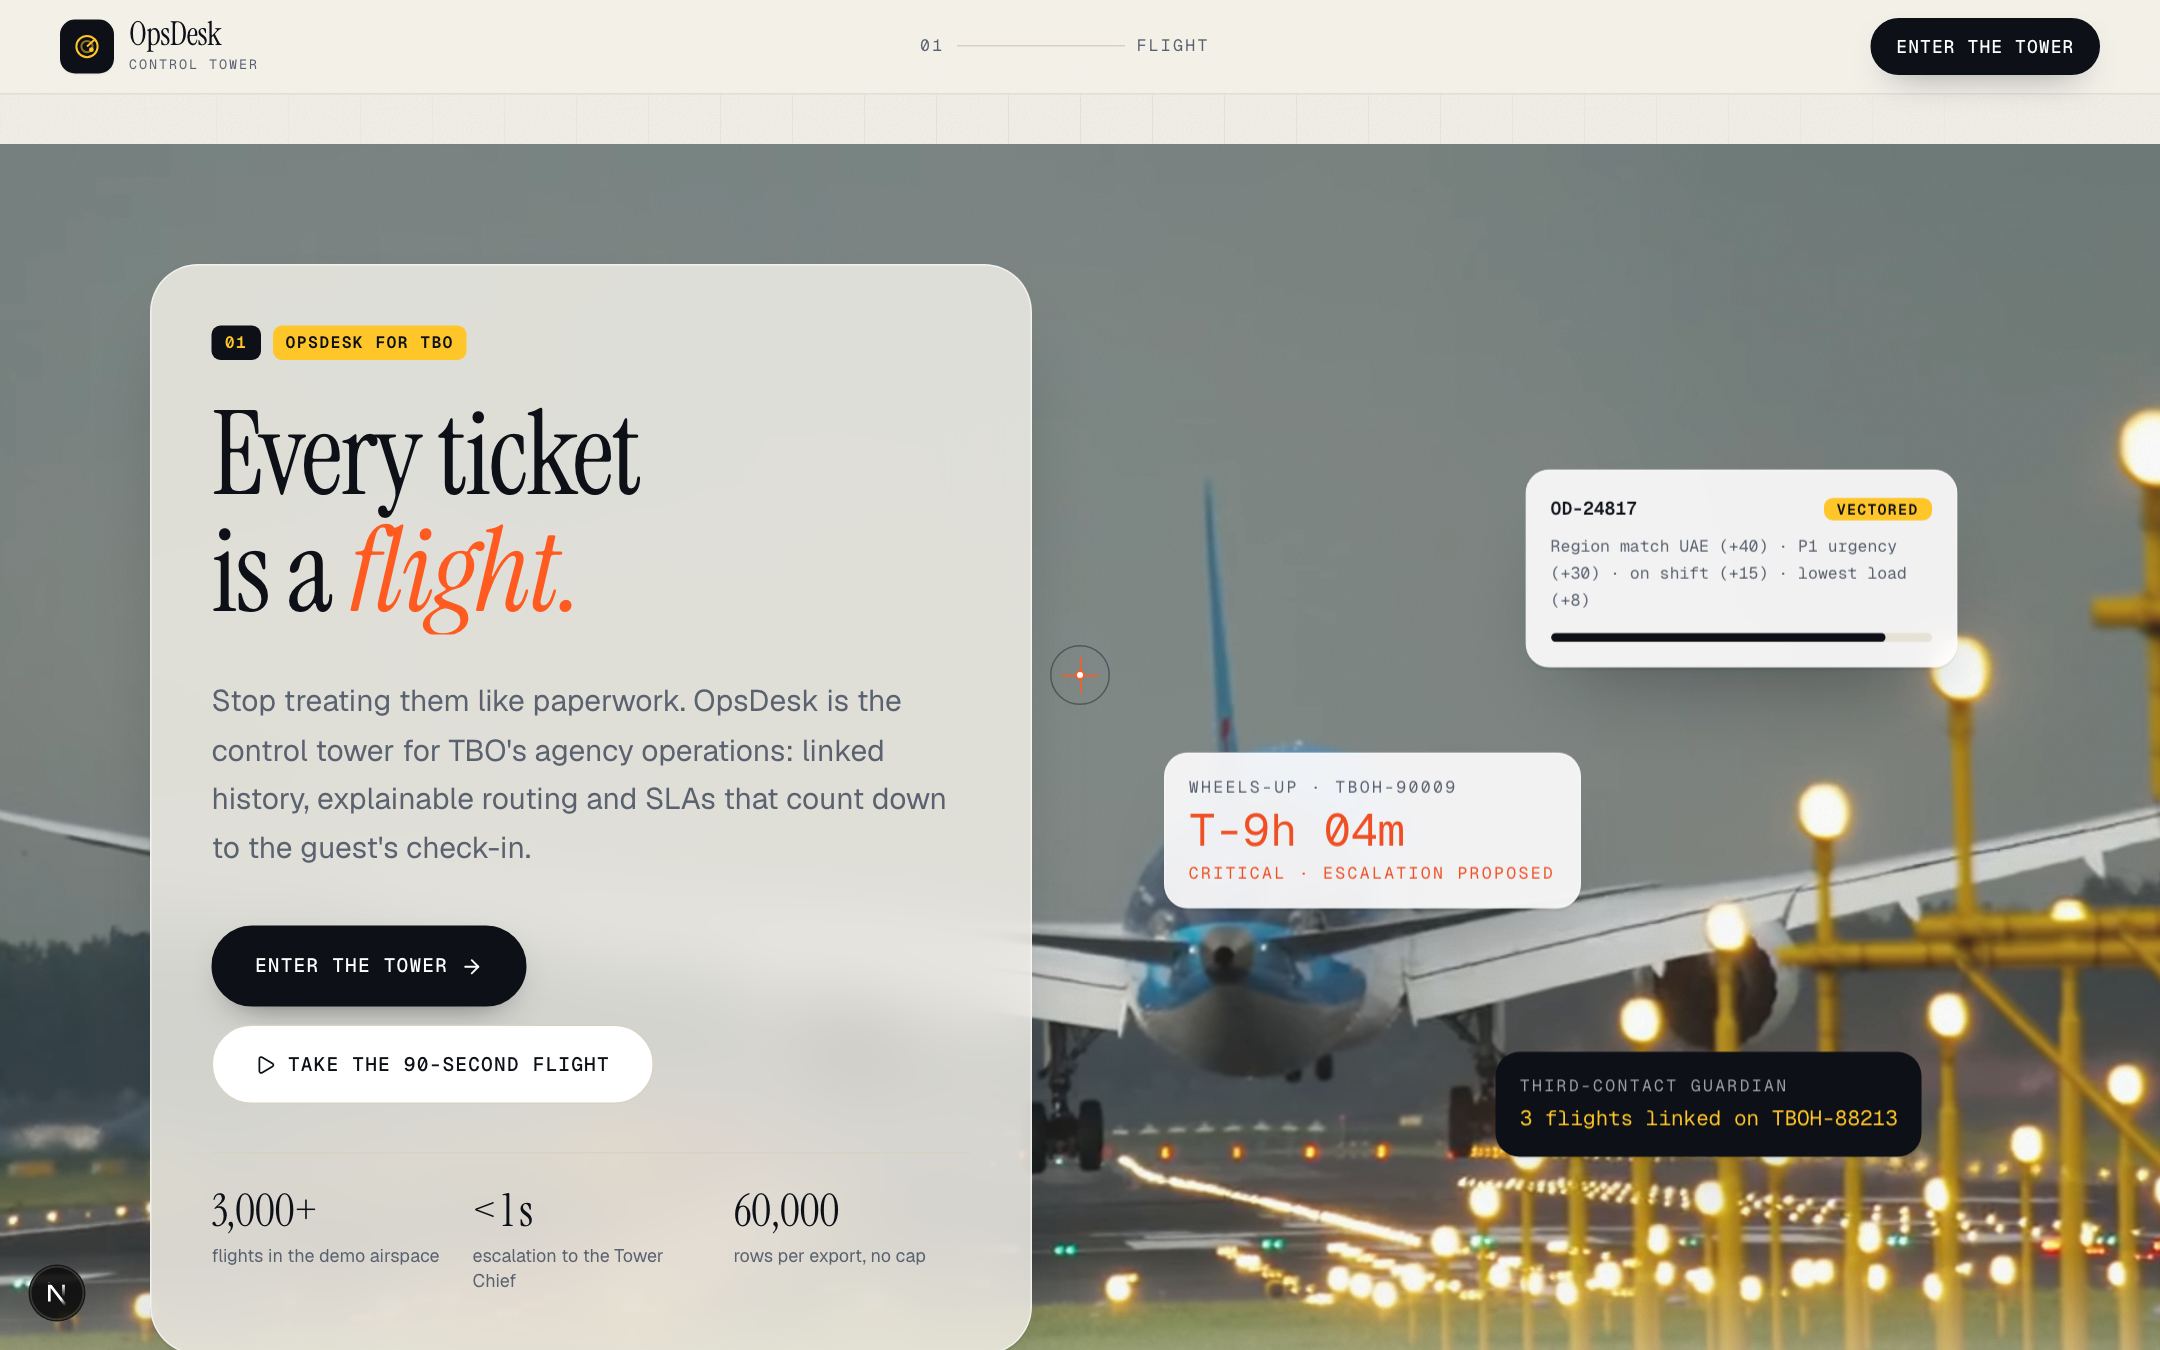 OpsDesk
CONTROL TOWER
01
FLIGHT
ENTER THE TOWER
01
OPSDESK FOR TBO
Every ticket
is a flight.
Stop treating them like paperwork. OpsDesk is the
control tower for TBO's agency operations: linked
history, explainable routing and SLAs that count down
to the guest's check-in.
ENTER THE TOWER →
TAKE THE 90-SECOND FLIGHT
3,000+
flights in the demo airspace
<1s
escalation to the Tower
Chief
60,000
rows per export, no cap
OD-24817
VECTORED
Region match UAE (+40) · P1 urgency
(+30) · on shift (+15) · lowest load
(+8)
WHEELS-UP · TBOH-90009
T-9h 04m
CRITICAL · ESCALATION PROPOSED
THIRD-CONTACT GUARDIAN
3 flights linked on TBOH-88213
N